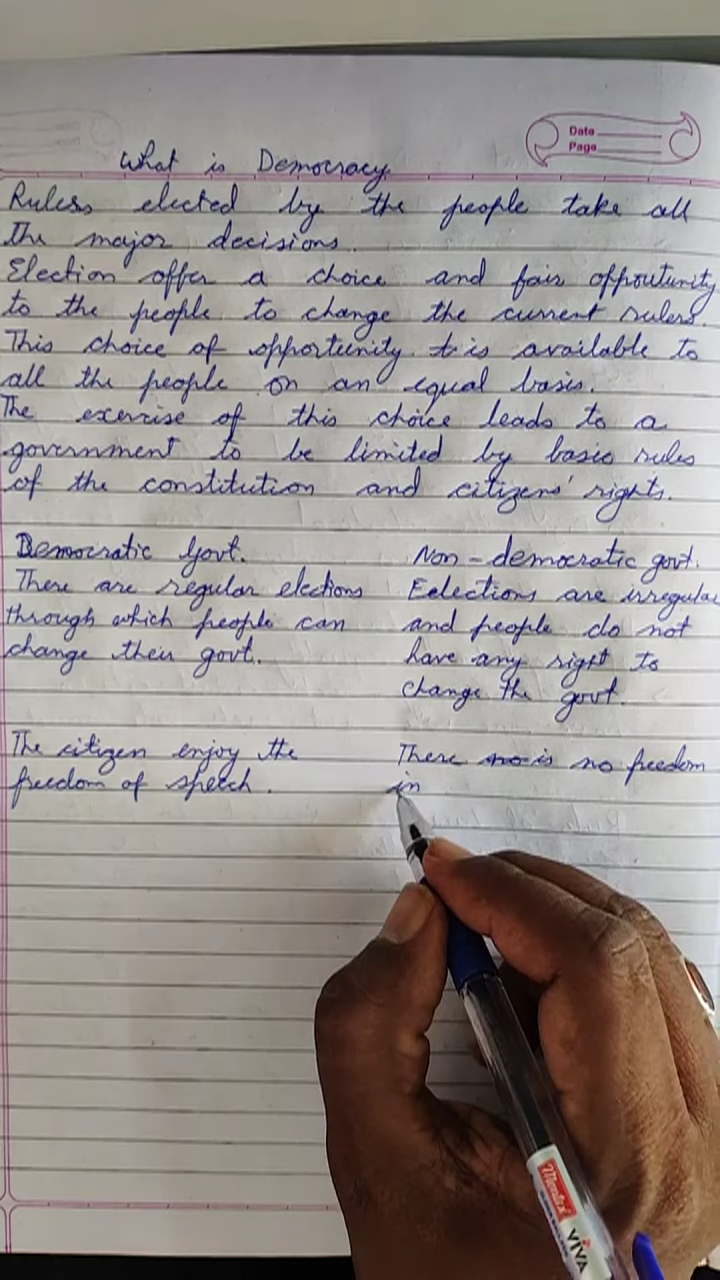 Date
Page
What is Democracy
Rulers elected by the people take all
the major decisions.
Election offer a choice and fair opportunity
to the people to change the current rulers.
This choice of opportunity is available to
all the people on an equal basis.
The exercise of this choice leads to a
government to be limited by basic rules
of the constitution and citizens' rights.
Democratic Govt.
There are regular elections
through which people can
change their govt.
Non-democratic govt.
Eelections are irregular
and people do not
have any right to
change the govt.
The citizen enjoy the
freedom of speech.
There is no freedom
in
Montex
VIVA